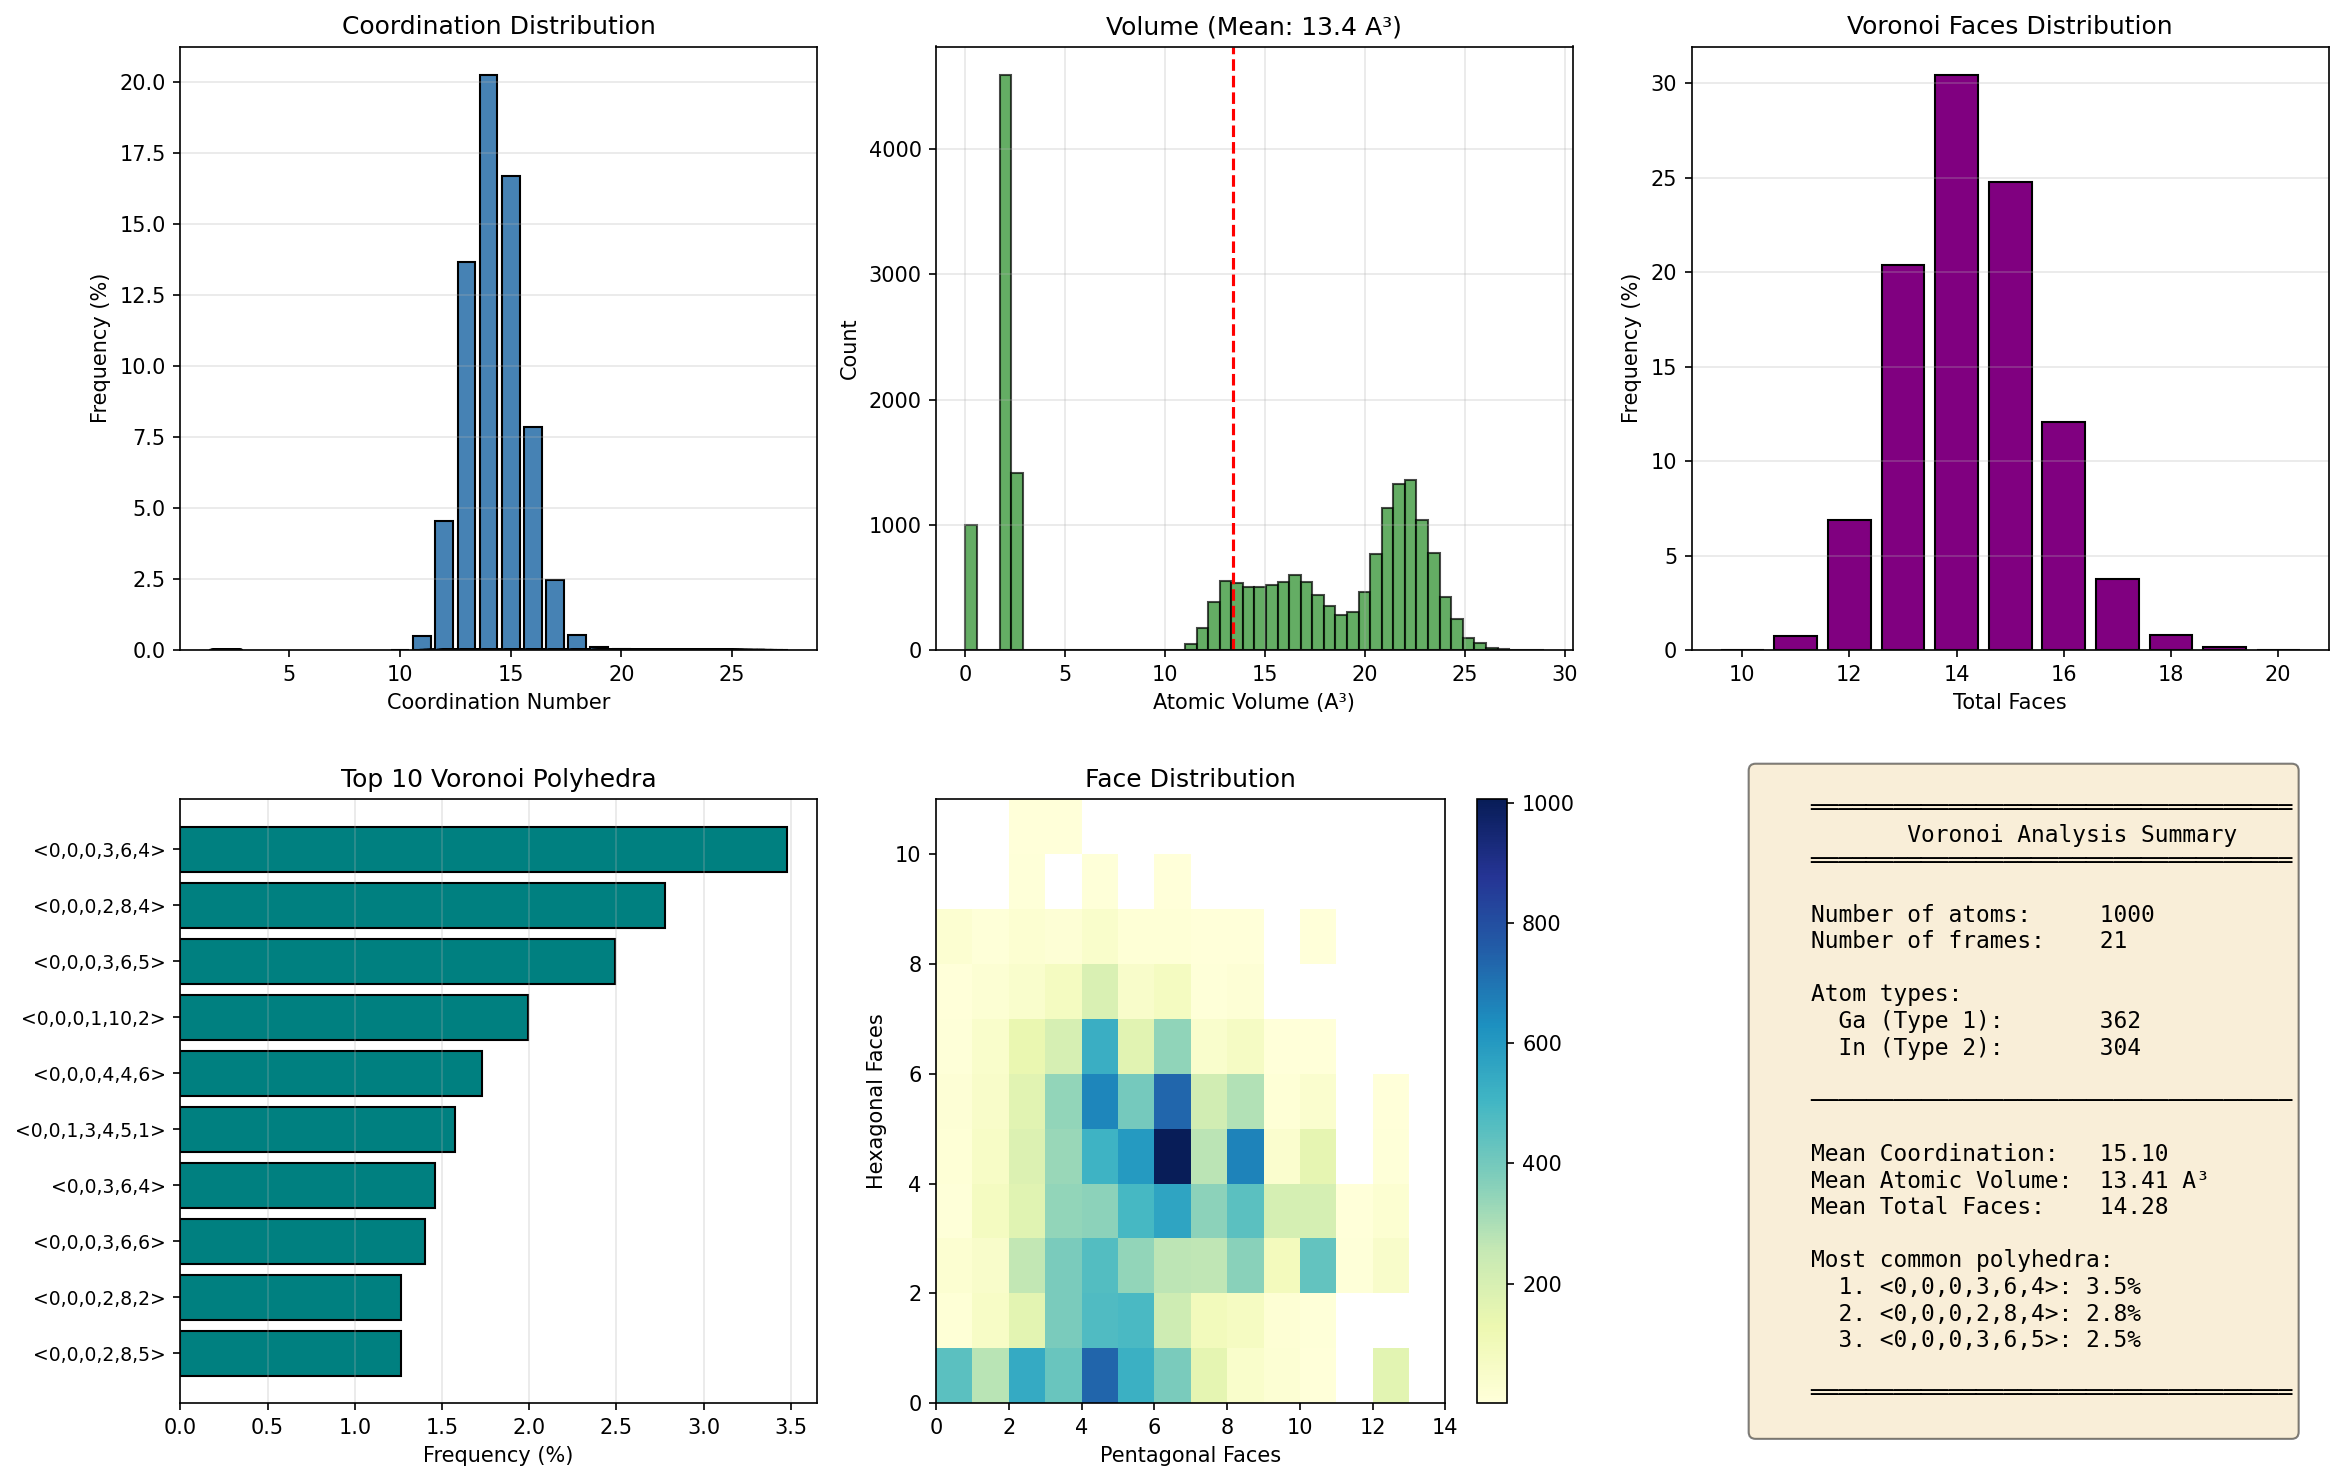 Coordination Distribution
Frequency (%)
20.0
17.5
15.0
12.5
10.0
7.5
5.0
2.5
0.0
5
10
15
20
25
Coordination Number
Volume (Mean: 13.4 A³)
Count
4000
3000
2000
1000
0
0
5
10
15
20
25
30
Atomic Volume (A³)
Voronoi Faces Distribution
Frequency (%)
30
25
20
15
10
5
0
10
12
14
16
18
20
Total Faces
Top 10 Voronoi Polyhedra
<0,0,0,3,6,4>
<0,0,0,2,8,4>
<0,0,0,3,6,5>
<0,0,0,1,10,2>
<0,0,0,4,4,6>
<0,0,1,3,4,5,1>
<0,0,3,6,4>
<0,0,0,3,6,6>
<0,0,0,2,8,2>
<0,0,0,2,8,5>
0.0
0.5
1.0
1.5
2.0
2.5
3.0
3.5
Frequency (%)
Face Distribution
Hexagonal Faces
10
8
6
4
2
0
0
2
4
6
8
10
12
14
Pentagonal Faces
1000
800
600
400
200
Voronoi Analysis Summary
Number of atoms: 1000
Number of frames: 21
Atom types:
Ga (Type 1): 362
In (Type 2): 304
Mean Coordination: 15.10
Mean Atomic Volume: 13.41 A³
Mean Total Faces: 14.28
Most common polyhedra:
1. <0,0,0,3,6,4>: 3.5%
2. <0,0,0,2,8,4>: 2.8%
3. <0,0,0,3,6,5>: 2.5%